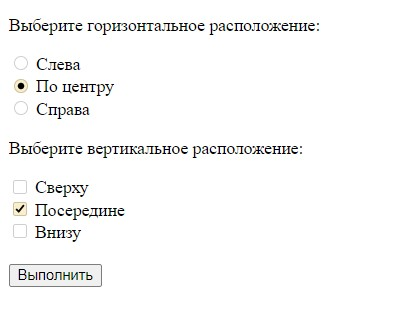 Выберите горизонтальное расположение:
Слева
По центру
Справа
Выберите вертикальное расположение:
Сверху
Посередине
Внизу
Выполнить